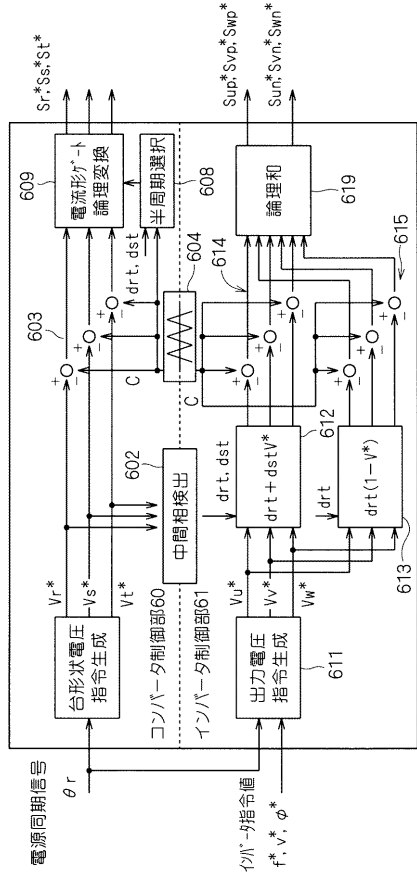 電源同期信号
θr
台形状電圧
指令生成
Vr*
Vs*
Vt*
603
+
−
+
−
+
−
609
電流形ゲート
論理変換
Sr*Ss*St*
drt, dst
半周期選択
608
コンバータ制御部60
インバータ制御部61
602
中間相検出
C
604
C
drt, dst
インバータ指令値
f*, v*, φ*
出力電圧
指令生成
611
Vu*
Vv*
Vw*
drt+dstV*
612
drt
drt(1−V*)
613
+
−
+
−
+
−
614
+
−
+
−
+
−
615
論理和
619
Sup*Svp*Swp*
Sun*Svn*Swn*